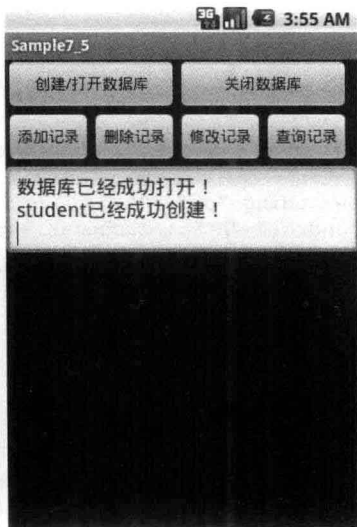 3G 3:55 AM
Sample7_5
创建/打开数据库 关闭数据库
添加记录 删除记录 修改记录 查询记录
数据库已经成功打开！
student已经成功创建！